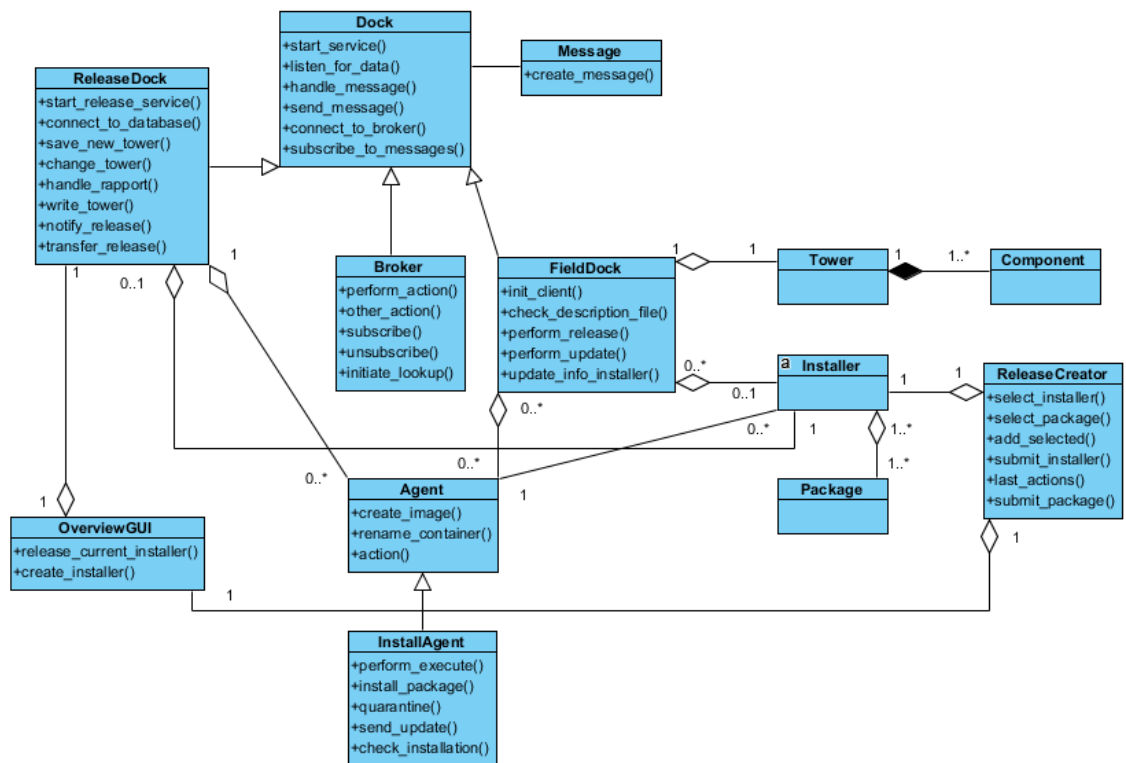 Dock
+start_service()
+listen_for_data()
+handle_message()
+send_message()
+connect_to_broker()
+subscribe_to_messages()
Message
+create_message()
ReleaseDock
+start_release_service()
+connect_to_database()
+save_new_tower()
+change_tower()
+handle_rapport()
+write_tower()
+notify_release()
+transfer_release()
1
0..1
1
Broker
+perform_action()
+other_action()
+subscribe()
+unsubscribe()
+initiate_lookup()
FieldDock
+init_client()
+check_description_file()
+perform_release()
+perform_update()
+update_info_installer()
1
1
Tower
1
1..*
Component
0..*
0..1
0..*
a
Installer
1
1
0..*
1
1..*
1..*
Package
ReleaseCreator
+select_installer()
+select_package()
+add_selected()
+submit_installer()
+last_actions()
+submit_package()
1
0..*
0..*
1
Agent
+create_image()
+rename_container()
+action()
1
OverviewGUI
+release_current_installer()
+create_installer()
1
InstallAgent
+perform_execute()
+install_package()
+quarantine()
+send_update()
+check_installation()